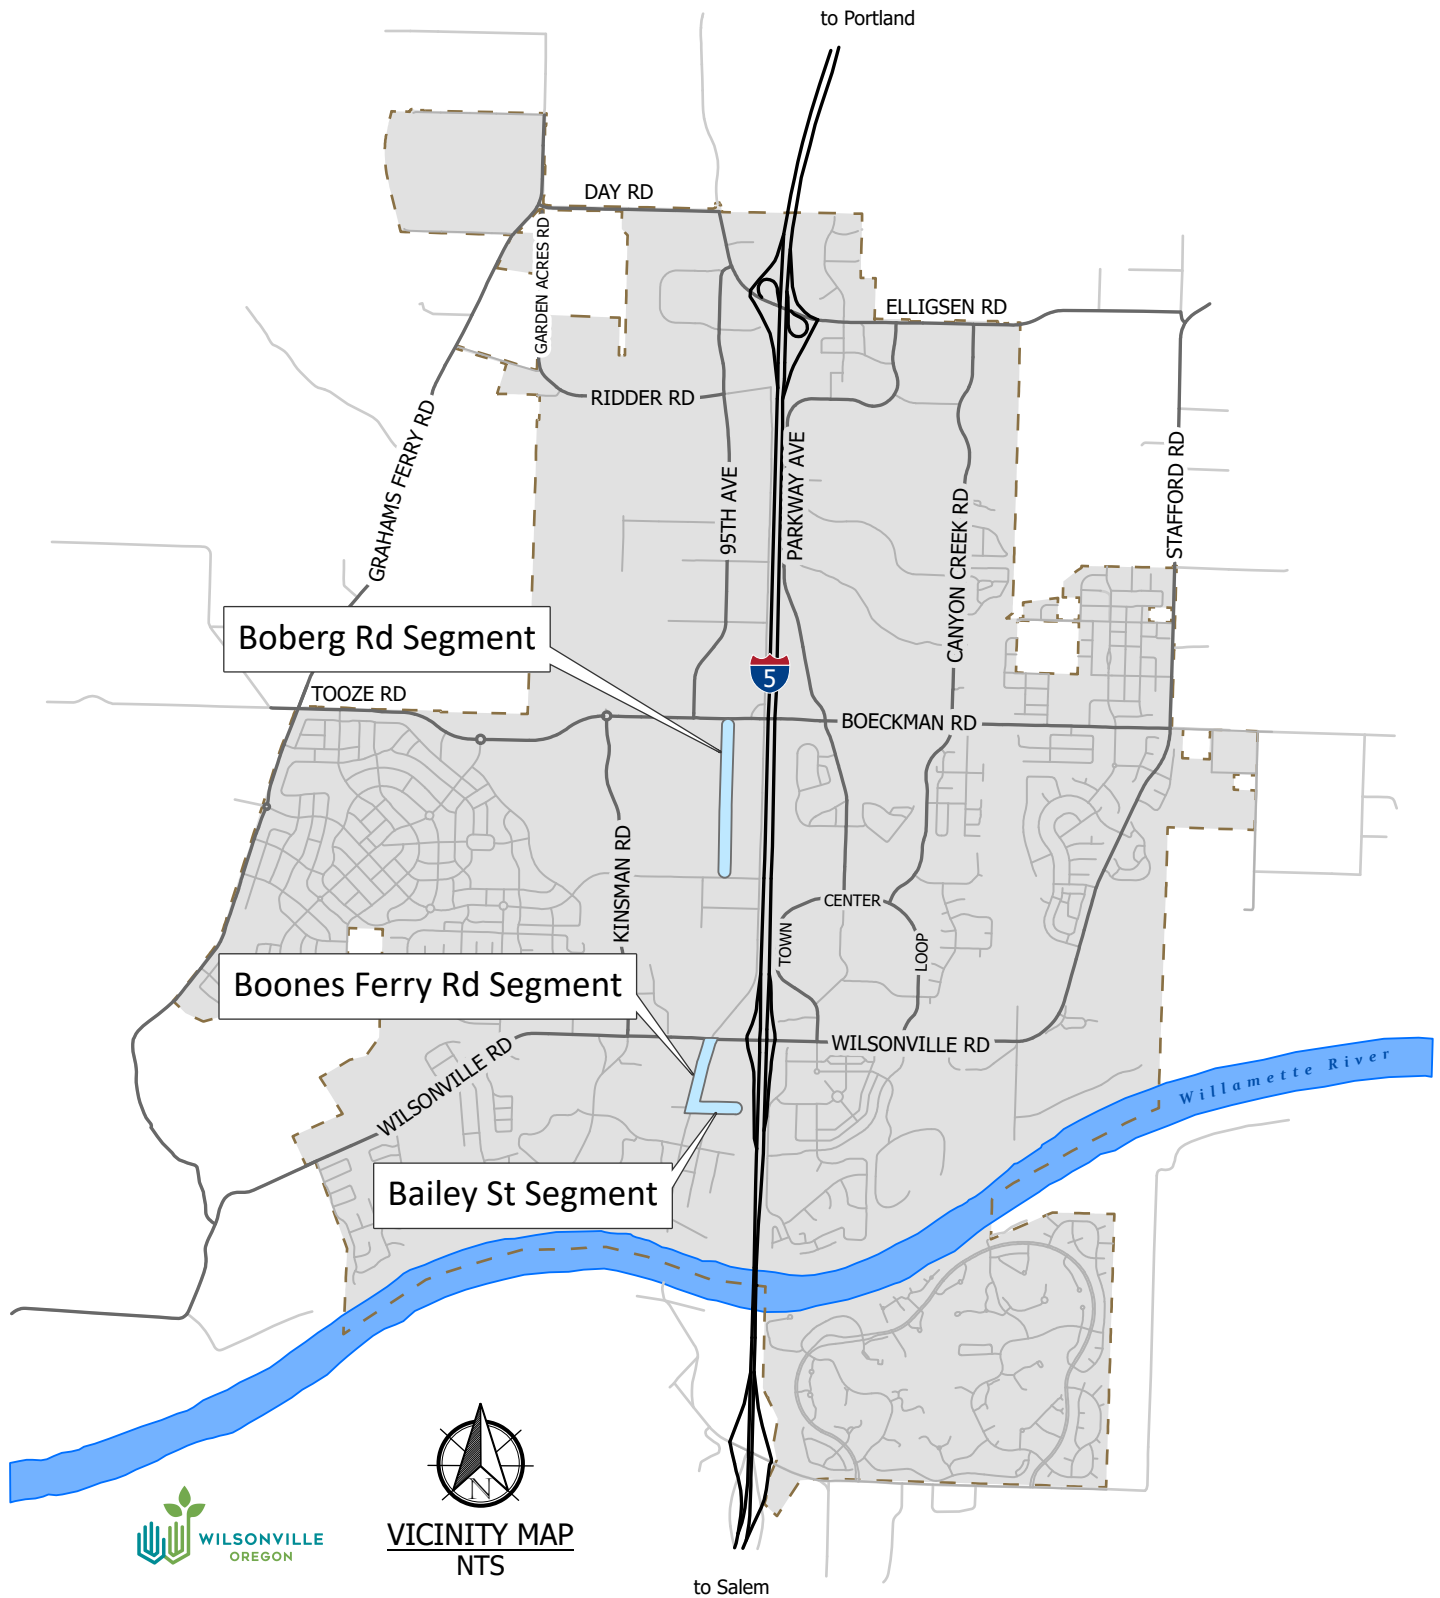 to Portland
DAY RD
GARDEN ACRES RD
ELLIGSEN RD
RIDDER RD
GRAHAMS FERRY RD
95TH AVE
PARKWAY AVE
CANYON CREEK RD
STAFFORD RD
Boberg Rd Segment
5
TOOZE RD
BOECKMAN RD
KINSMAN RD
CENTER
TOWN
LOOP
Boones Ferry Rd Segment
WILSONVILLE RD
WILSONVILLE RD
Willamette River
Bailey St Segment
N
VICINITY MAP
NTS
WILSONVILLE
OREGON
to Salem